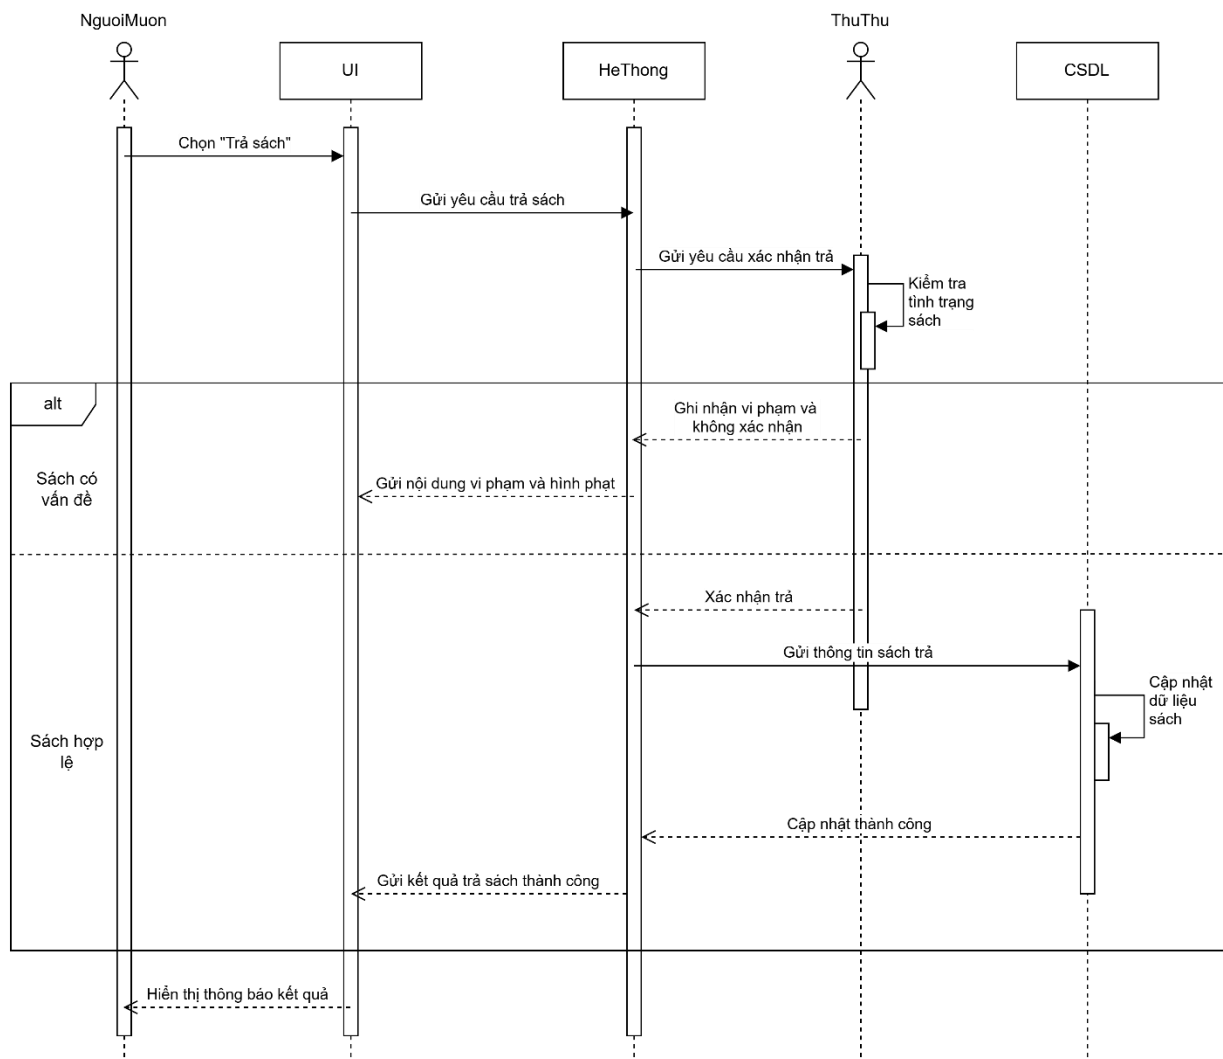 NguoiMuon
ThuThu
UI
HeThong
CSDL
Chọn "Trả sách"
Gửi yêu cầu trả sách
Gửi yêu cầu xác nhận trả
Kiểm tra
tình trạng
sách
alt
Ghi nhận vi phạm và
không xác nhận
Sách có
vấn đề
Gửi nội dung vi phạm và hình phạt
Xác nhận trả
Gửi thông tin sách trả
Cập nhật
dữ liệu
sách
Sách hợp
lệ
Cập nhật thành công
Gửi kết quả trả sách thành công
Hiển thị thông báo kết quả